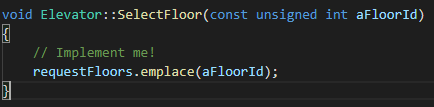 void Elevator::SelectFloor(const unsigned int aFloorId)
{
// Implement me!
requestFloors.emplace(aFloorId);
}